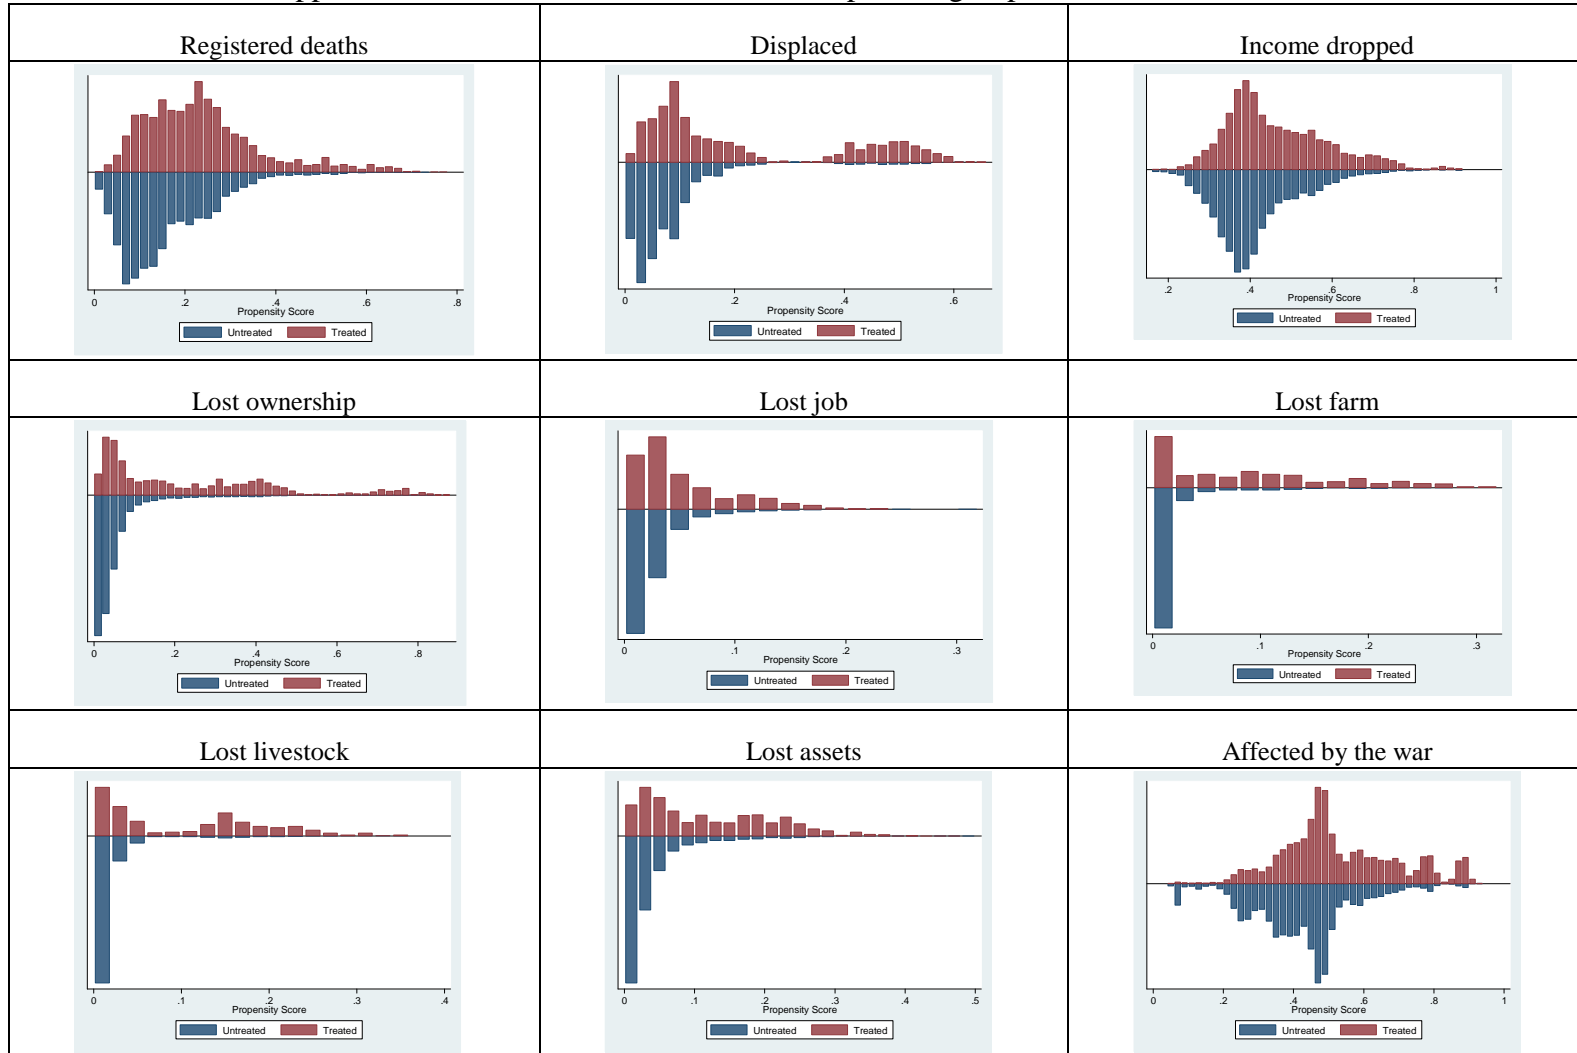 Registered deaths
Displaced
Income dropped
0 .2 .4 .6 .8
Propensity Score
Untreated Treated
0 .2 .4 .6
Propensity Score
Untreated Treated
.2 .4 .6 .8 1
Propensity Score
Untreated Treated
Lost ownership
Lost job
Lost farm
0 .2 .4 .6 .8
Propensity Score
Untreated Treated
0 .1 .2 .3
Propensity Score
Untreated Treated
0 .1 .2 .3
Propensity Score
Untreated Treated
Lost livestock
Lost assets
Affected by the war
0 .1 .2 .3 .4
Propensity Score
Untreated Treated
0 .1 .2 .3 .4 .5
Propensity Score
Untreated Treated
0 .2 .4 .6 .8 1
Propensity Score
Untreated Treated